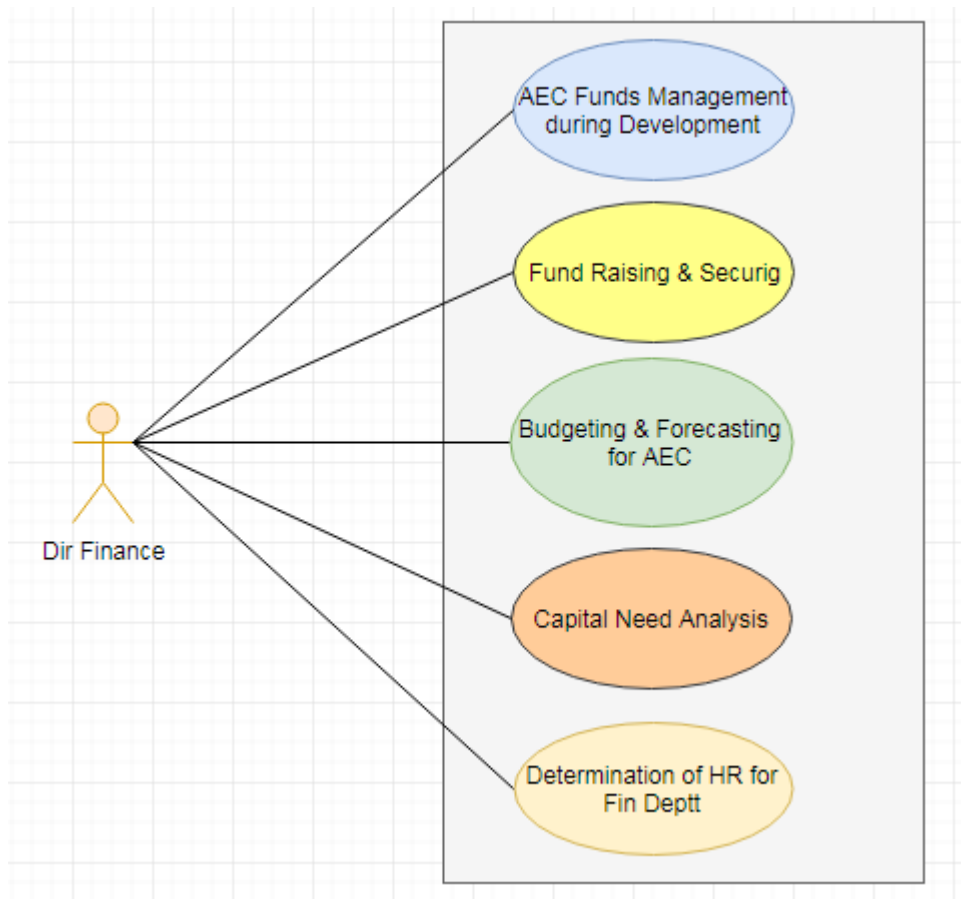 AEC Funds Management
during Development
Fund Raising & Securig
Budgeting & Forecasting
for AEC
Dir Finance
Capital Need Analysis
Determination of HR for
Fin Deptt